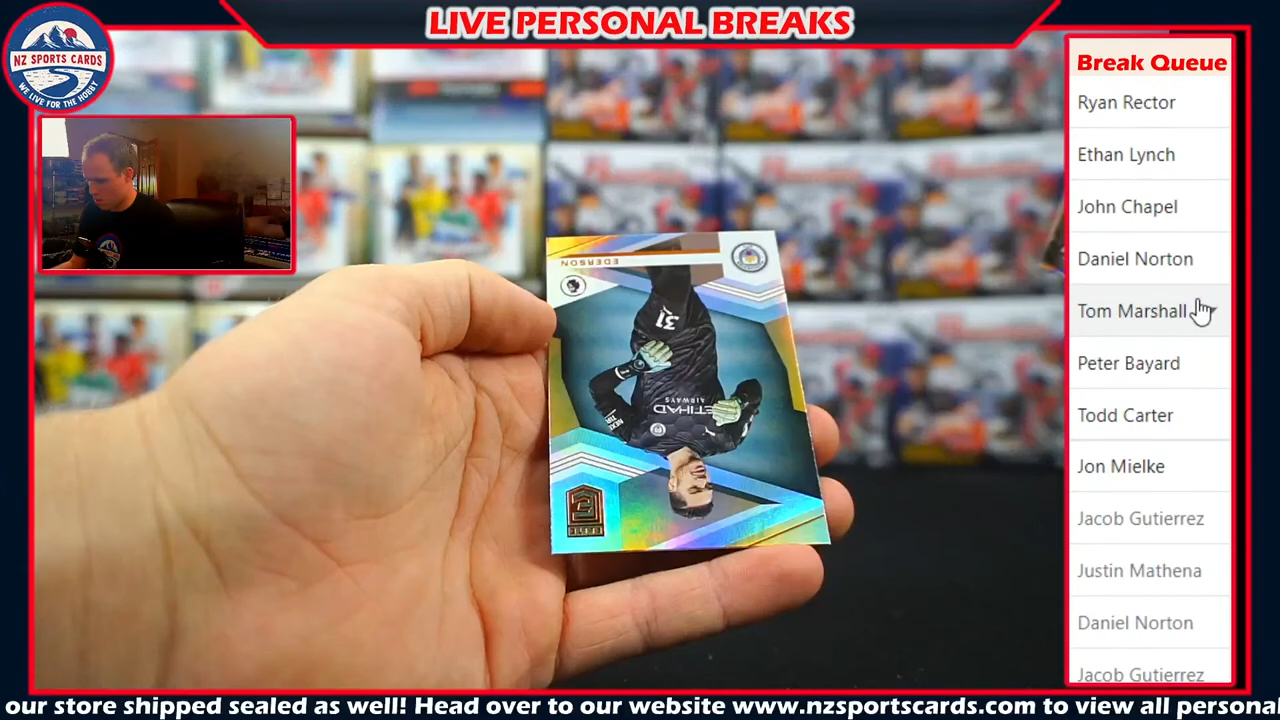 LIVE PERSONAL BREAKS
NZ SPORTS CARDS
WE LIVE FOR THE HOBBY
Break Queue
Ryan Rector
Ethan Lynch
John Chapel
Daniel Norton
Tom Marshall
Peter Bayard
Todd Carter
Jon Mielke
Jacob Gutierrez
Justin Mathena
Daniel Norton
Jacob Gutierrez
EDERSON
31
ETIHAD
AIRWAYS
ELITE
our store shipped sealed as well! Head over to our website www.nzsportscards.com to view all personal